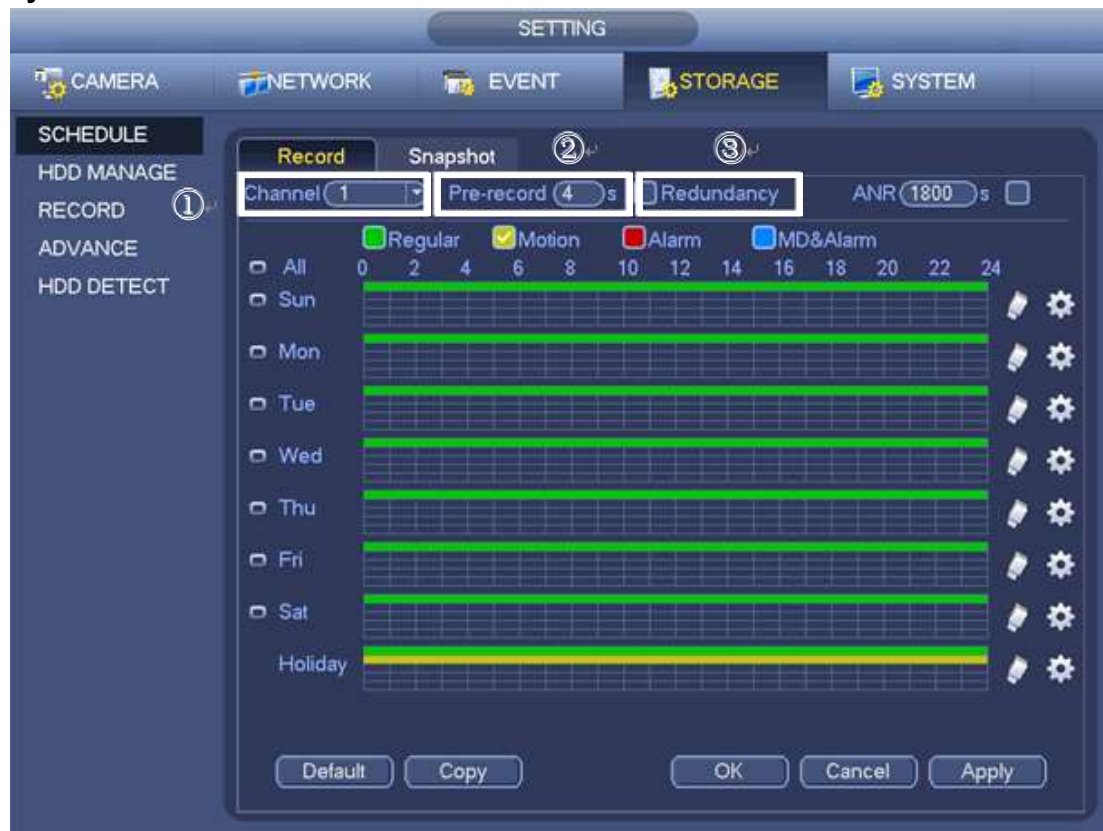 SETTING
CAMERA NETWORK EVENT STORAGE SYSTEM
SCHEDULE
HDD MANAGE
RECORD
ADVANCE
HDD DETECT
① ② ③
Record Snapshot
Channel 1 Pre-record 4 s Redundancy ANR 1800 s
Regular Motion Alarm MD&Alarm
All 0 2 4 6 8 10 12 14 16 18 20 22 24
Sun
Mon
Tue
Wed
Thu
Fri
Sat
Holiday
Default Copy OK Cancel Apply